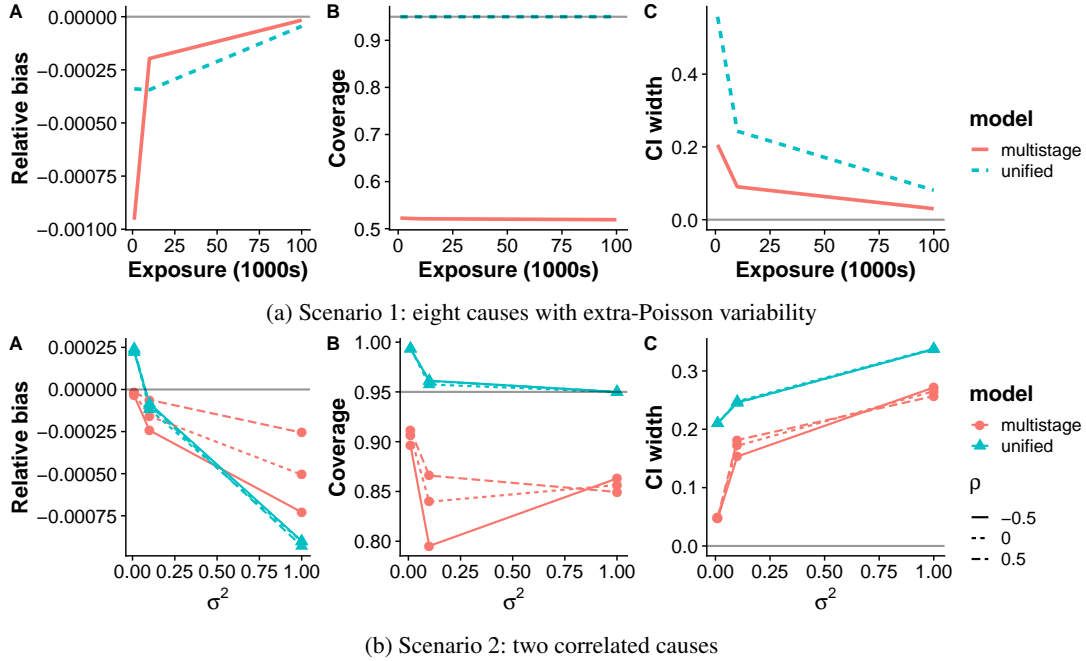 A
B
C
0.00000
−0.00025
−0.00050
−0.00075
−0.00100
Relative bias
0 25 50 75 100
Exposure (1000s)
0.9
0.8
0.7
0.6
0.5
Coverage
0 25 50 75 100
Exposure (1000s)
0.4
0.2
0.0
CI width
0 25 50 75 100
Exposure (1000s)
model
multistage
unified
(a) Scenario 1: eight causes with extra-Poisson variability
A
B
C
0.00025
0.00000
−0.00025
−0.00050
−0.00075
Relative bias
0.00 0.25 0.50 0.75 1.00
σ²
1.00
0.95
0.90
0.85
0.80
Coverage
0.00 0.25 0.50 0.75 1.00
σ²
0.3
0.2
0.1
0.0
CI width
0.00 0.25 0.50 0.75 1.00
σ²
model
multistage
unified
ρ
−0.5
0
0.5
(b) Scenario 2: two correlated causes